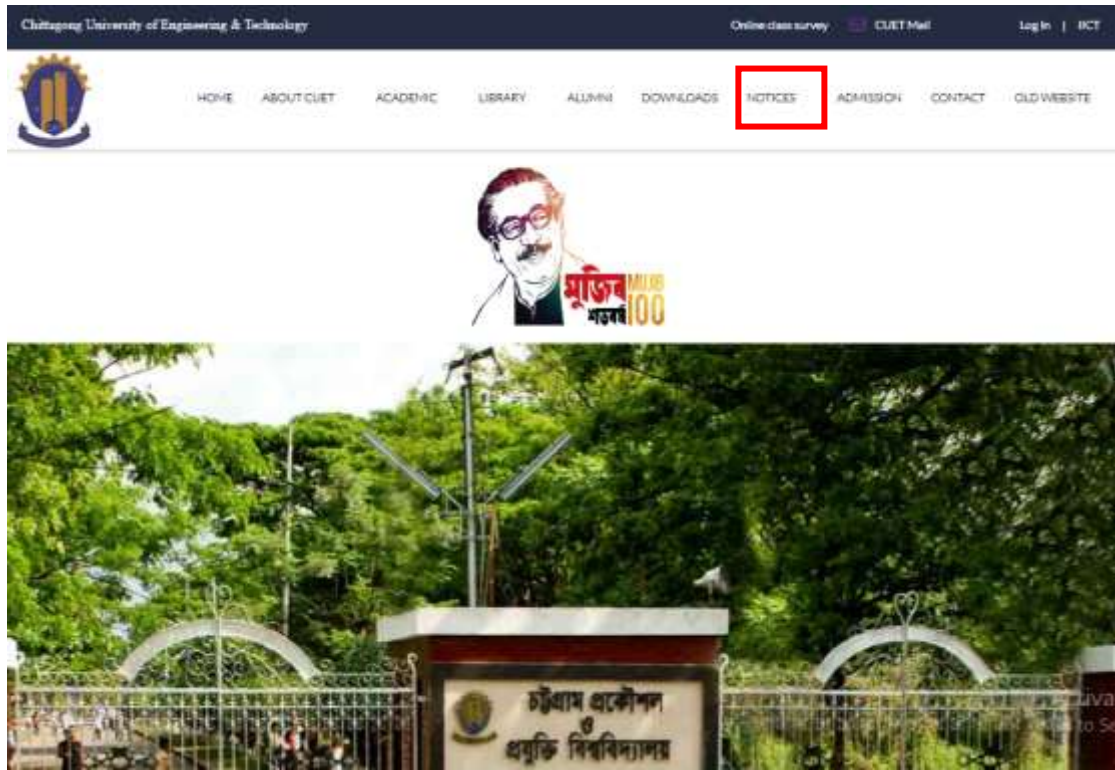 Chittagong University of Engineering & Technology
Online class survey
CUET Mail
Log In | IICT
HOME ABOUT CUET ACADEMIC LIBRARY ALUMNI DOWNLOADS NOTICES ADMISSION CONTACT OLD WEBSITE
মুজিব MUJIB
শতবর্ষ 100
চট্টগ্রাম প্রকৌশল
ও
প্রযুক্তি বিশ্ববিদ্যালয়